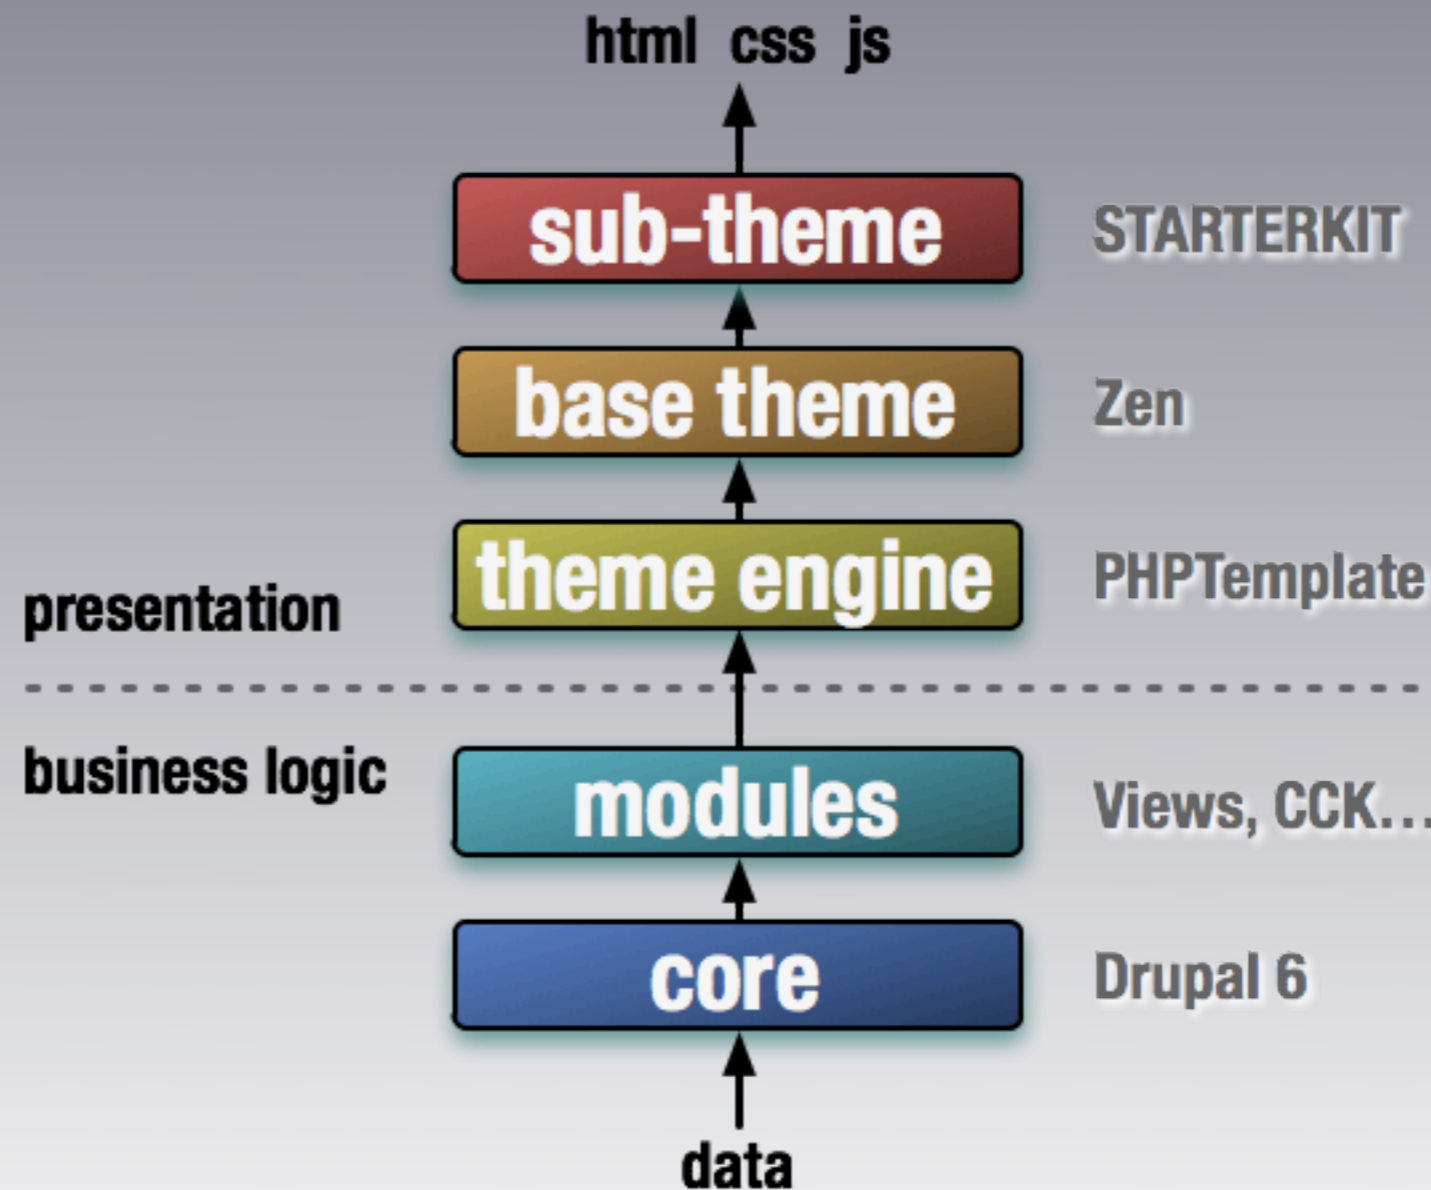 html css js
sub-theme STARTERKIT
base theme Zen
theme engine PHPTemplate
presentation
business logic
modules Views, CCK...
core Drupal 6
data